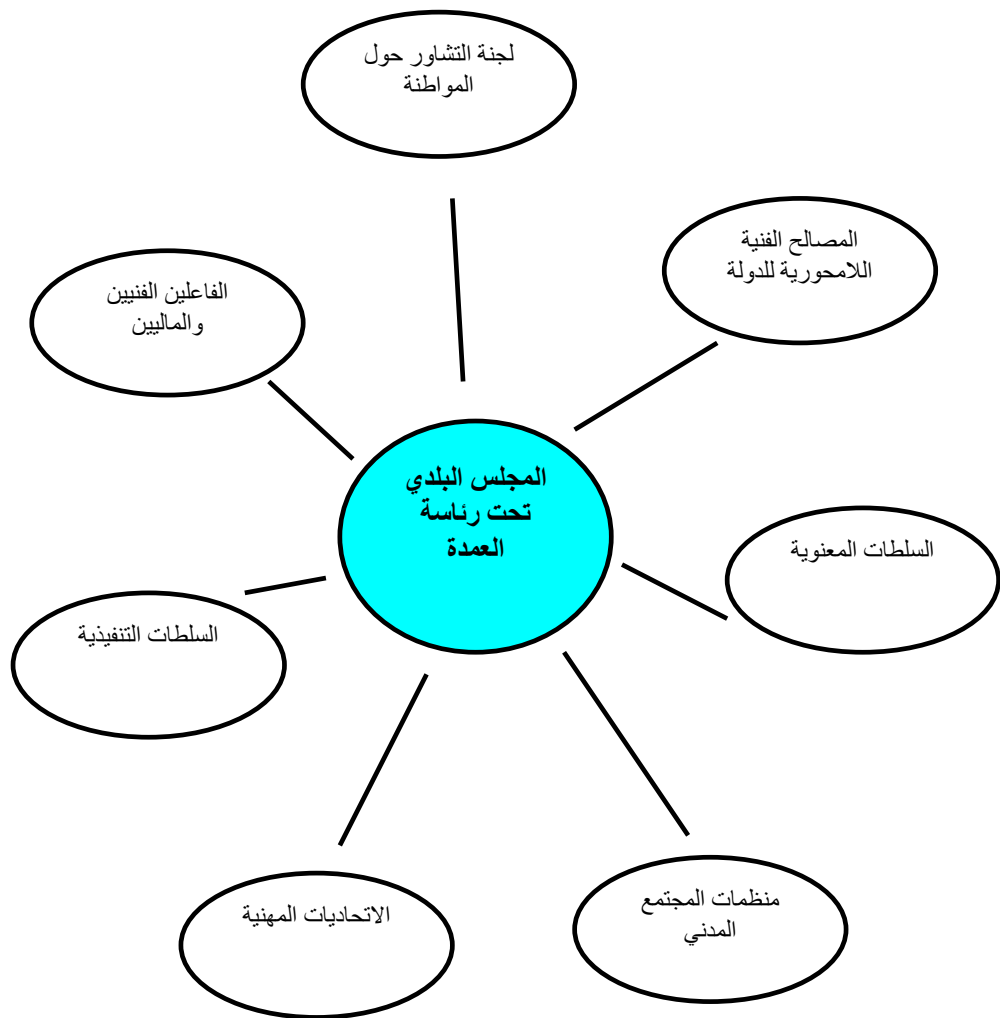 لجنة التشاور حول
المواطنة
المصالح الفنية
اللامحورية للدولة
الفاعلين الفنيين
والماليين
المجلس البلدي
تحت رئاسة
العمدة
السلطات المعنوية
السلطات التنفيذية
منظمات المجتمع
المدني
الاتحاديات المهنية